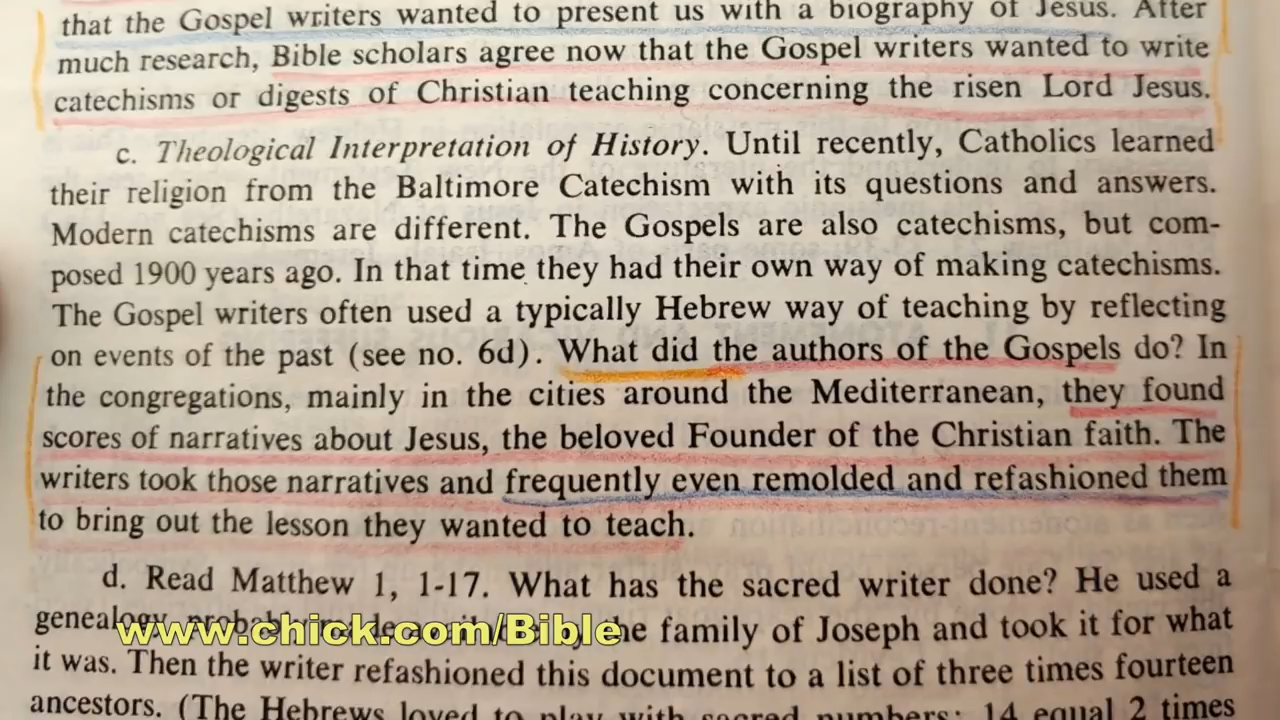 that the Gospel writers wanted to present us with a biography of Jesus. After
much research, Bible scholars agree now that the Gospel writers wanted to write
catechisms or digests of Christian teaching concerning the risen Lord Jesus.
c. Theological Interpretation of History. Until recently, Catholics learned
their religion from the Baltimore Catechism with its questions and answers.
Modern catechisms are different. The Gospels are also catechisms, but com-
posed 1900 years ago. In that time they had their own way of making catechisms.
The Gospel writers often used a typically Hebrew way of teaching by reflecting
on events of the past (see no. 6d). What did the authors of the Gospels do? In
the congregations, mainly in the cities around the Mediterranean, they found
scores of narratives about Jesus, the beloved Founder of the Christian faith. The
writers took those narratives and frequently even remolded and refashioned them
to bring out the lesson they wanted to teach.
d. Read Matthew 1, 1-17. What has the sacred writer done? He used a
genealogy the family of Joseph and took it for what
www.chick.com/Bible
it was. Then the writer refashioned this document to a list of three times fourteen
ancestors. (The Hebrews loved to play with sacred numbers: 14 equal 2 times